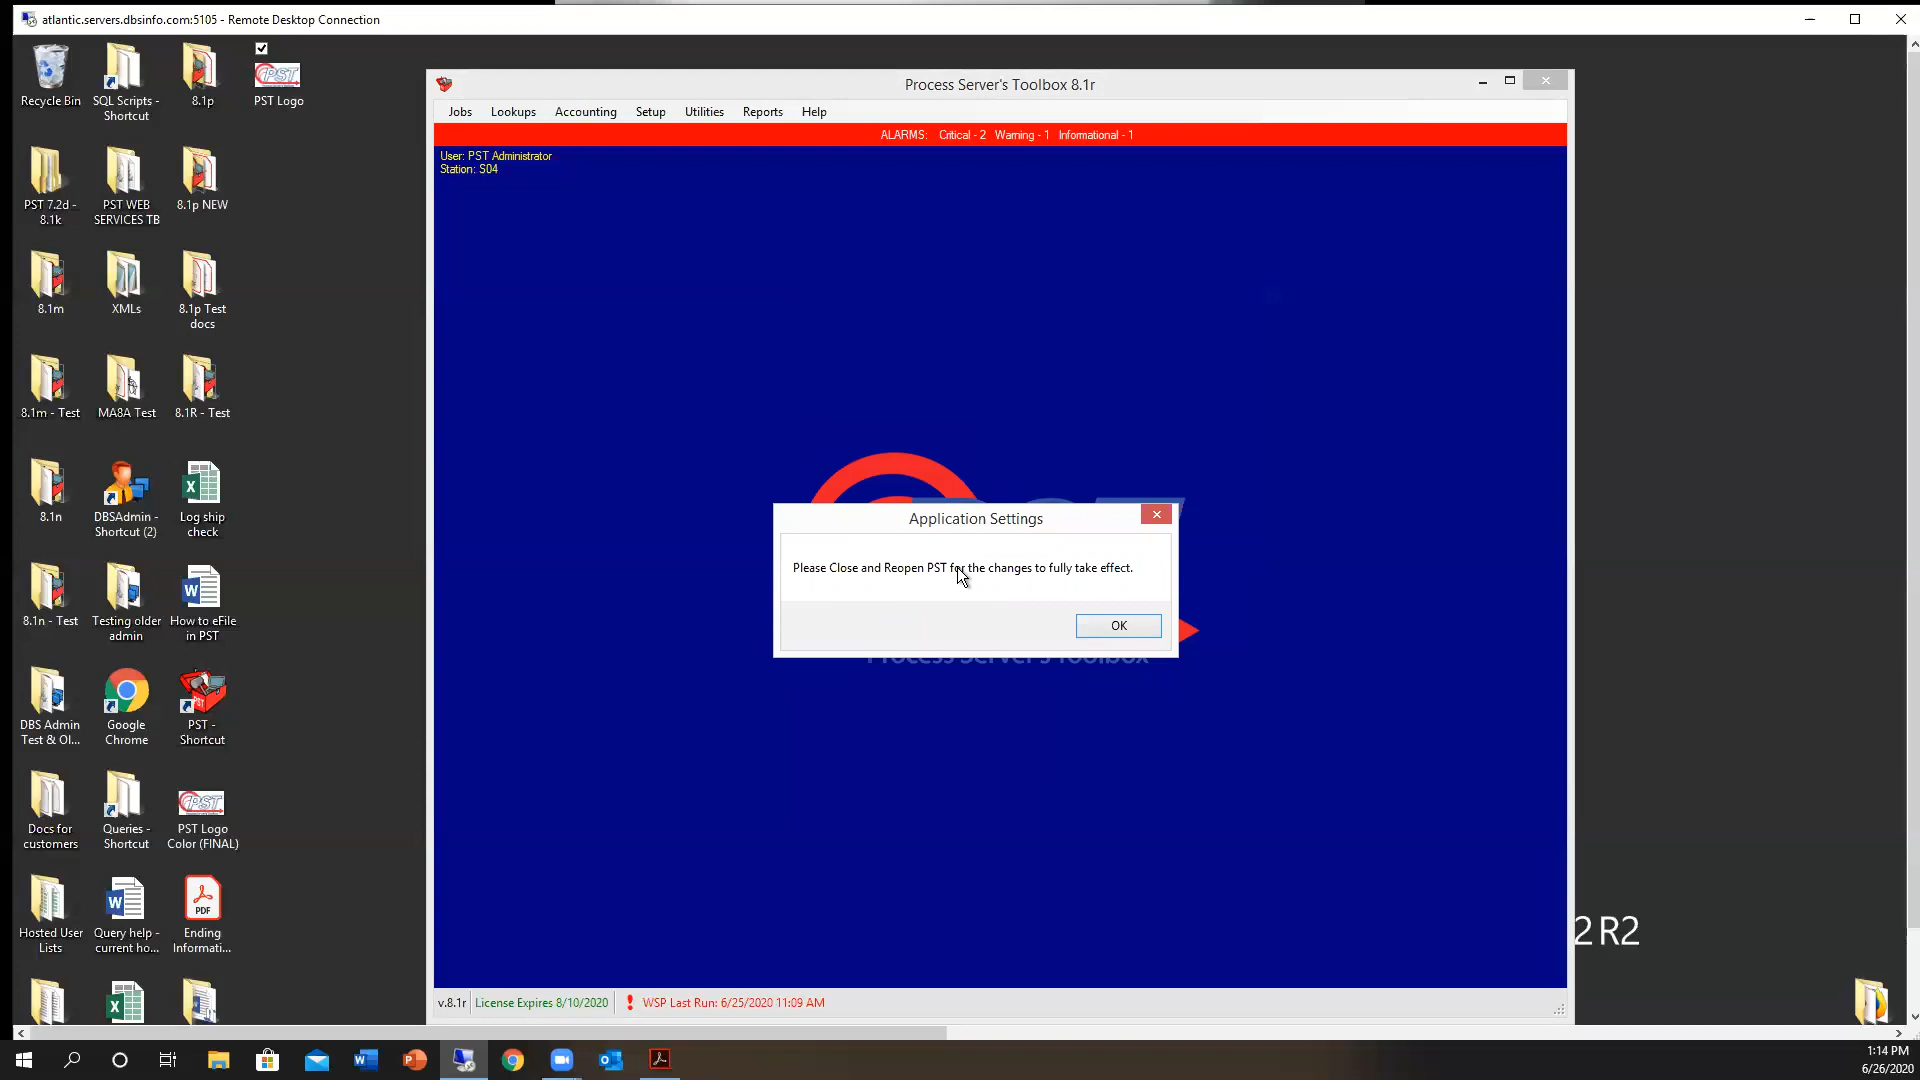 atlantic.servers.dbsinfo.com:5105 - Remote Desktop Connection
Recycle Bin
SQL Scripts -
Shortcut
8.1p
PST
PST Logo
PST 7.2d -
8.1k
PST WEB
SERVICES TB
8.1p NEW
8.1m
XMLs
8.1p Test
docs
8.1m - Test
MA8A Test
8.1R - Test
8.1n
DBSAdmin -
Shortcut (2)
Log ship
check
8.1n - Test
Testing older
admin
How to eFile
in PST
DBS Admin
Test & Ol...
Google
Chrome
PST
PST -
Shortcut
Docs for
customers
Queries -
Shortcut
PST
PST Logo
Color (FINAL)
Hosted User
Lists
Query help -
current ho...
PDF
Ending
Informati...
Process Server's Toolbox 8.1r
Jobs Lookups Accounting Setup Utilities Reports Help
ALARMS: Critical - 2 Warning - 1 Informational - 1
User: PST Administrator
Station: S04
Application Settings
Please Close and Reopen PST for the changes to fully take effect.
OK
Process Server's Toolbox
v.8.1r License Expires 8/10/2020 WSP Last Run: 6/25/2020 11:09 AM
2 R2
1:14 PM
6/26/2020